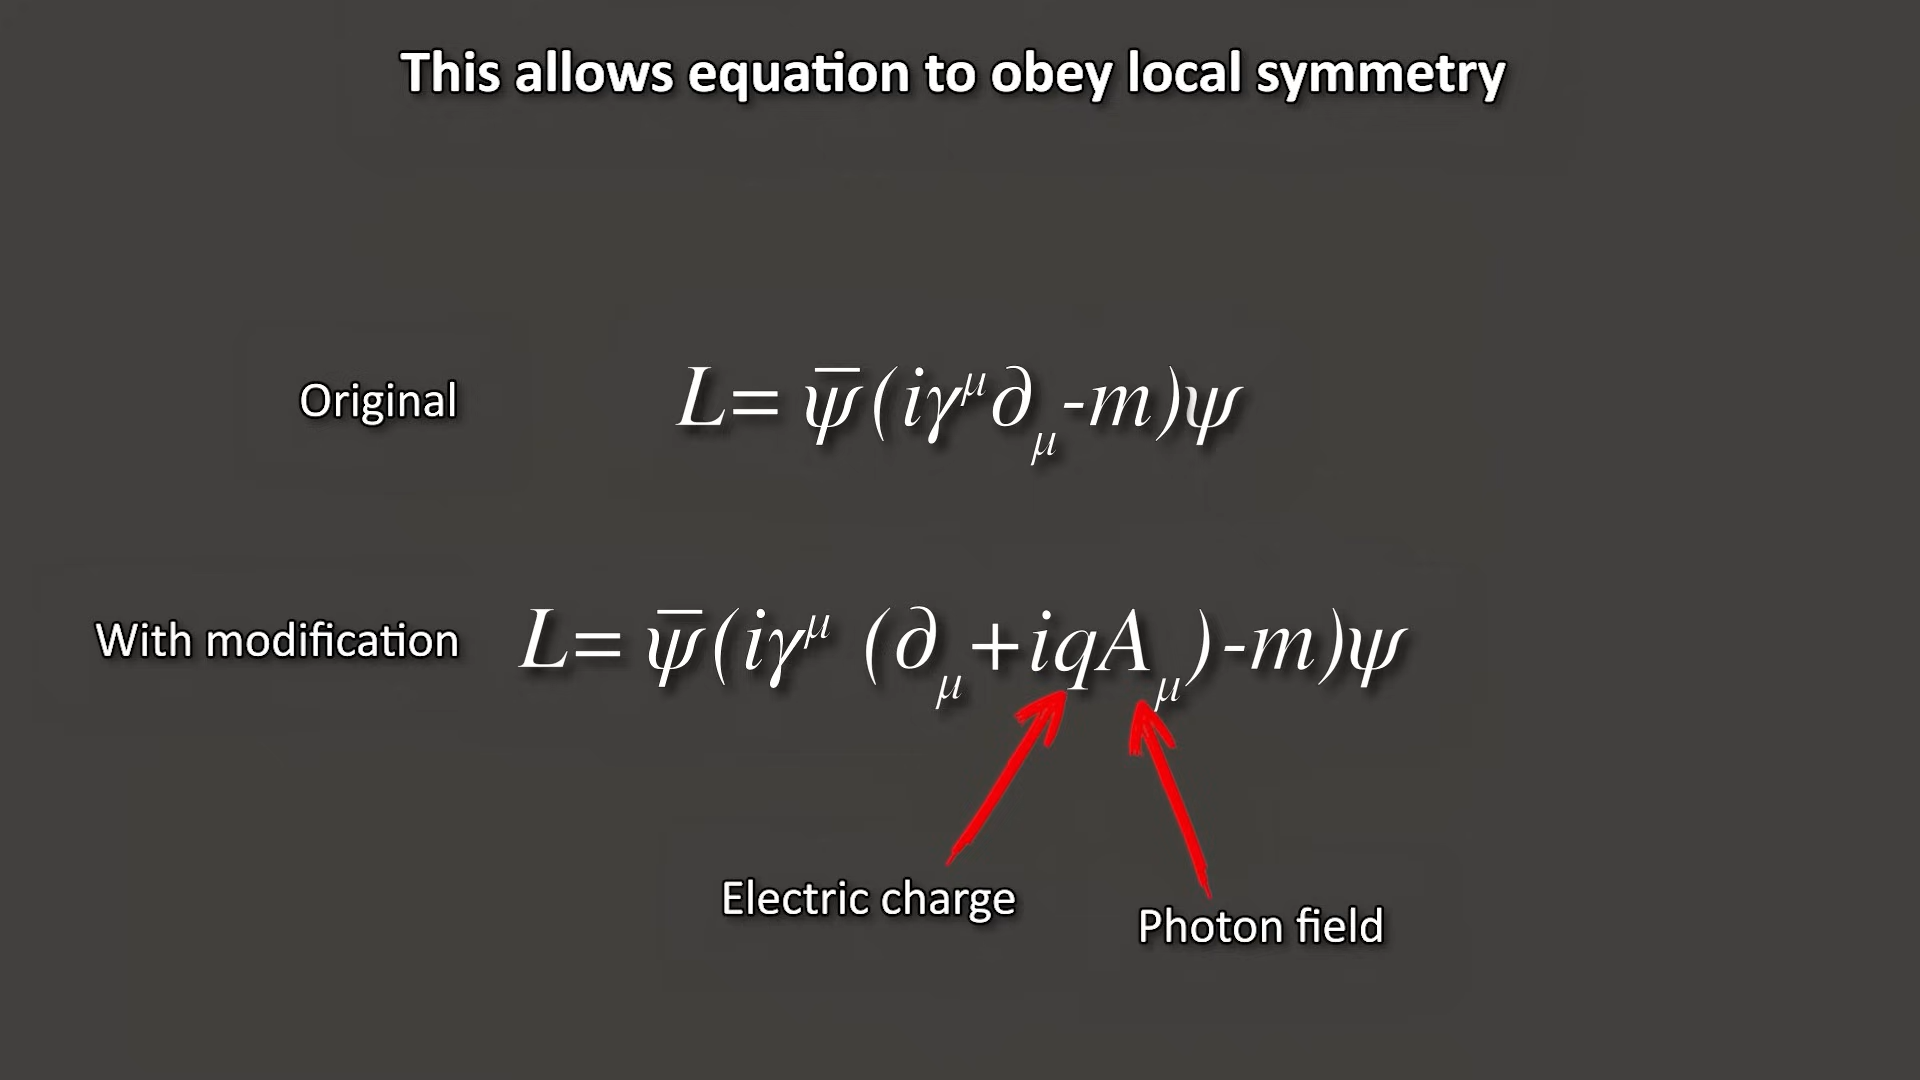 This allows equation to obey local symmetry
Original L= ψ̅(iγ^μ∂_μ-m)ψ
With modification L= ψ̅(iγ^μ (∂_μ+iqA_μ)-m)ψ
Electric charge
Photon field